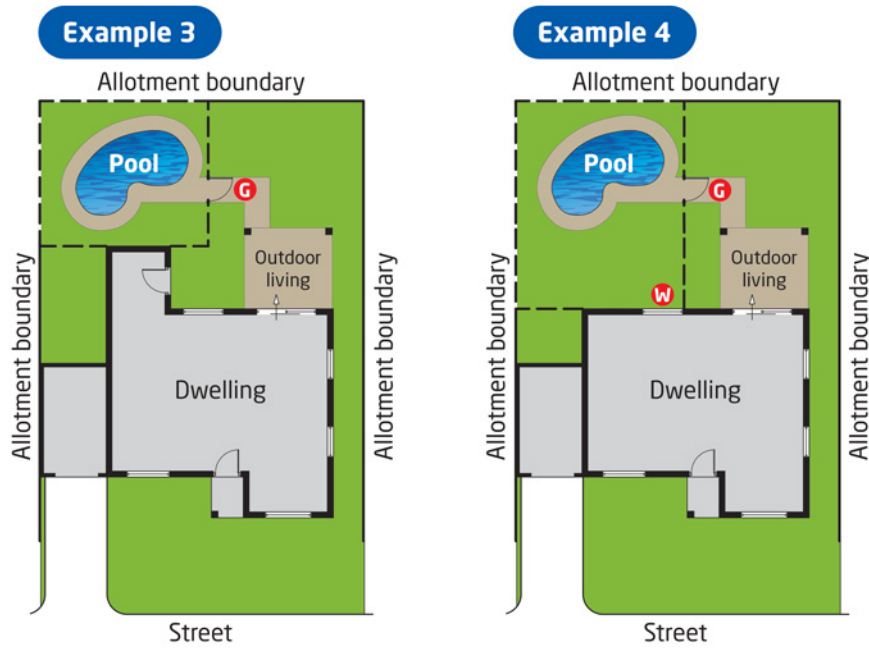 Example 3
Allotment boundary
Pool
G
Outdoor
living
Allotment boundary
Dwelling
Allotment boundary
Street
Example 4
Allotment boundary
Pool
G
Outdoor
living
W
Allotment boundary
Dwelling
Allotment boundary
Street